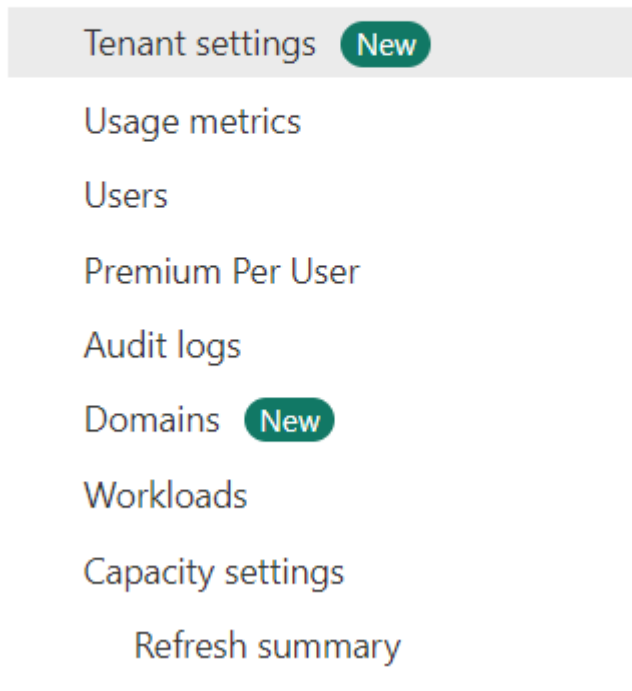 Tenant settings New
Usage metrics
Users
Premium Per User
Audit logs
Domains New
Workloads
Capacity settings
Refresh summary